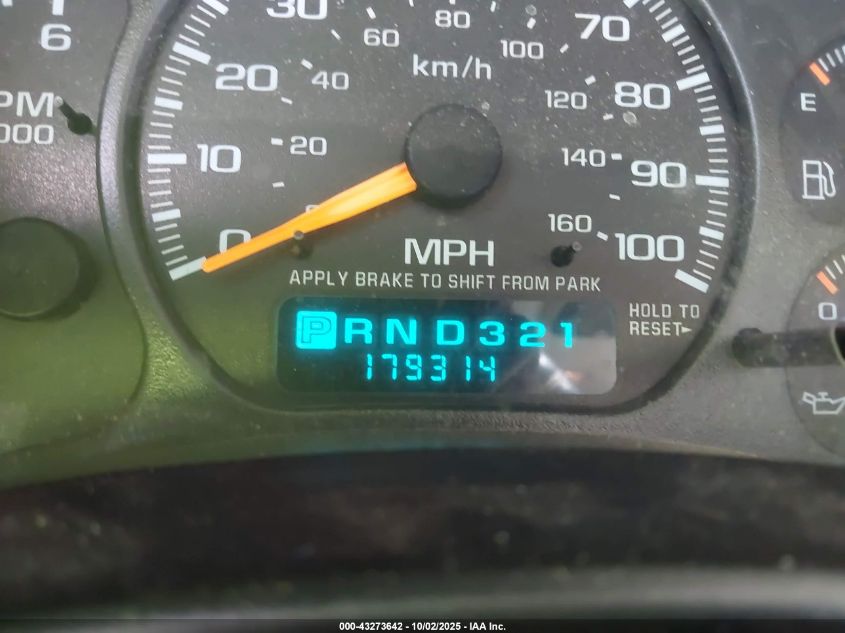 6
PM
000
0
10
20
30
70
80
90
100
0
20
40
60
80
100
120
140
160
km/h
MPH
APPLY BRAKE TO SHIFT FROM PARK
PRND321
179314
HOLD TO
RESET►
E
0
000-43273642 - 10/02/2025 - IAA Inc.